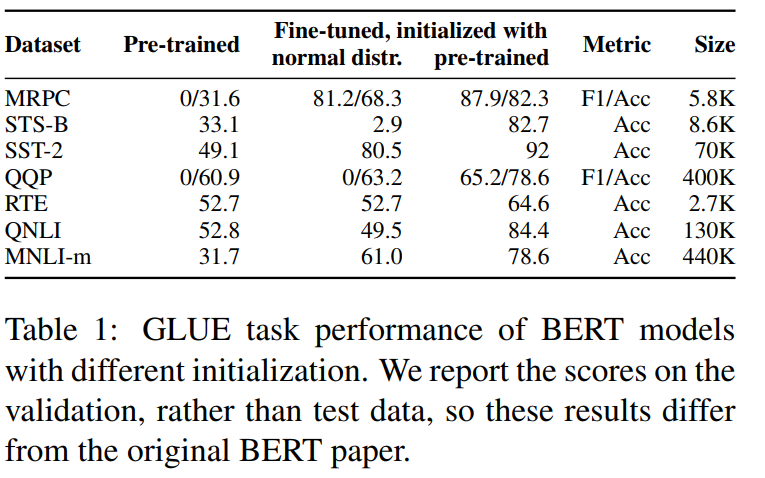 Dataset Pre-trained Fine-tuned, initialized with
normal distr. pre-trained Metric Size
MRPC 0/31.6 81.2/68.3 87.9/82.3 F1/Acc 5.8K
STS-B 33.1 2.9 82.7 Acc 8.6K
SST-2 49.1 80.5 92 Acc 70K
QQP 0/60.9 0/63.2 65.2/78.6 F1/Acc 400K
RTE 52.7 52.7 64.6 Acc 2.7K
QNLI 52.8 49.5 84.4 Acc 130K
MNLI-m 31.7 61.0 78.6 Acc 440K
Table 1: GLUE task performance of BERT models
with different initialization. We report the scores on the
validation, rather than test data, so these results differ
from the original BERT paper.